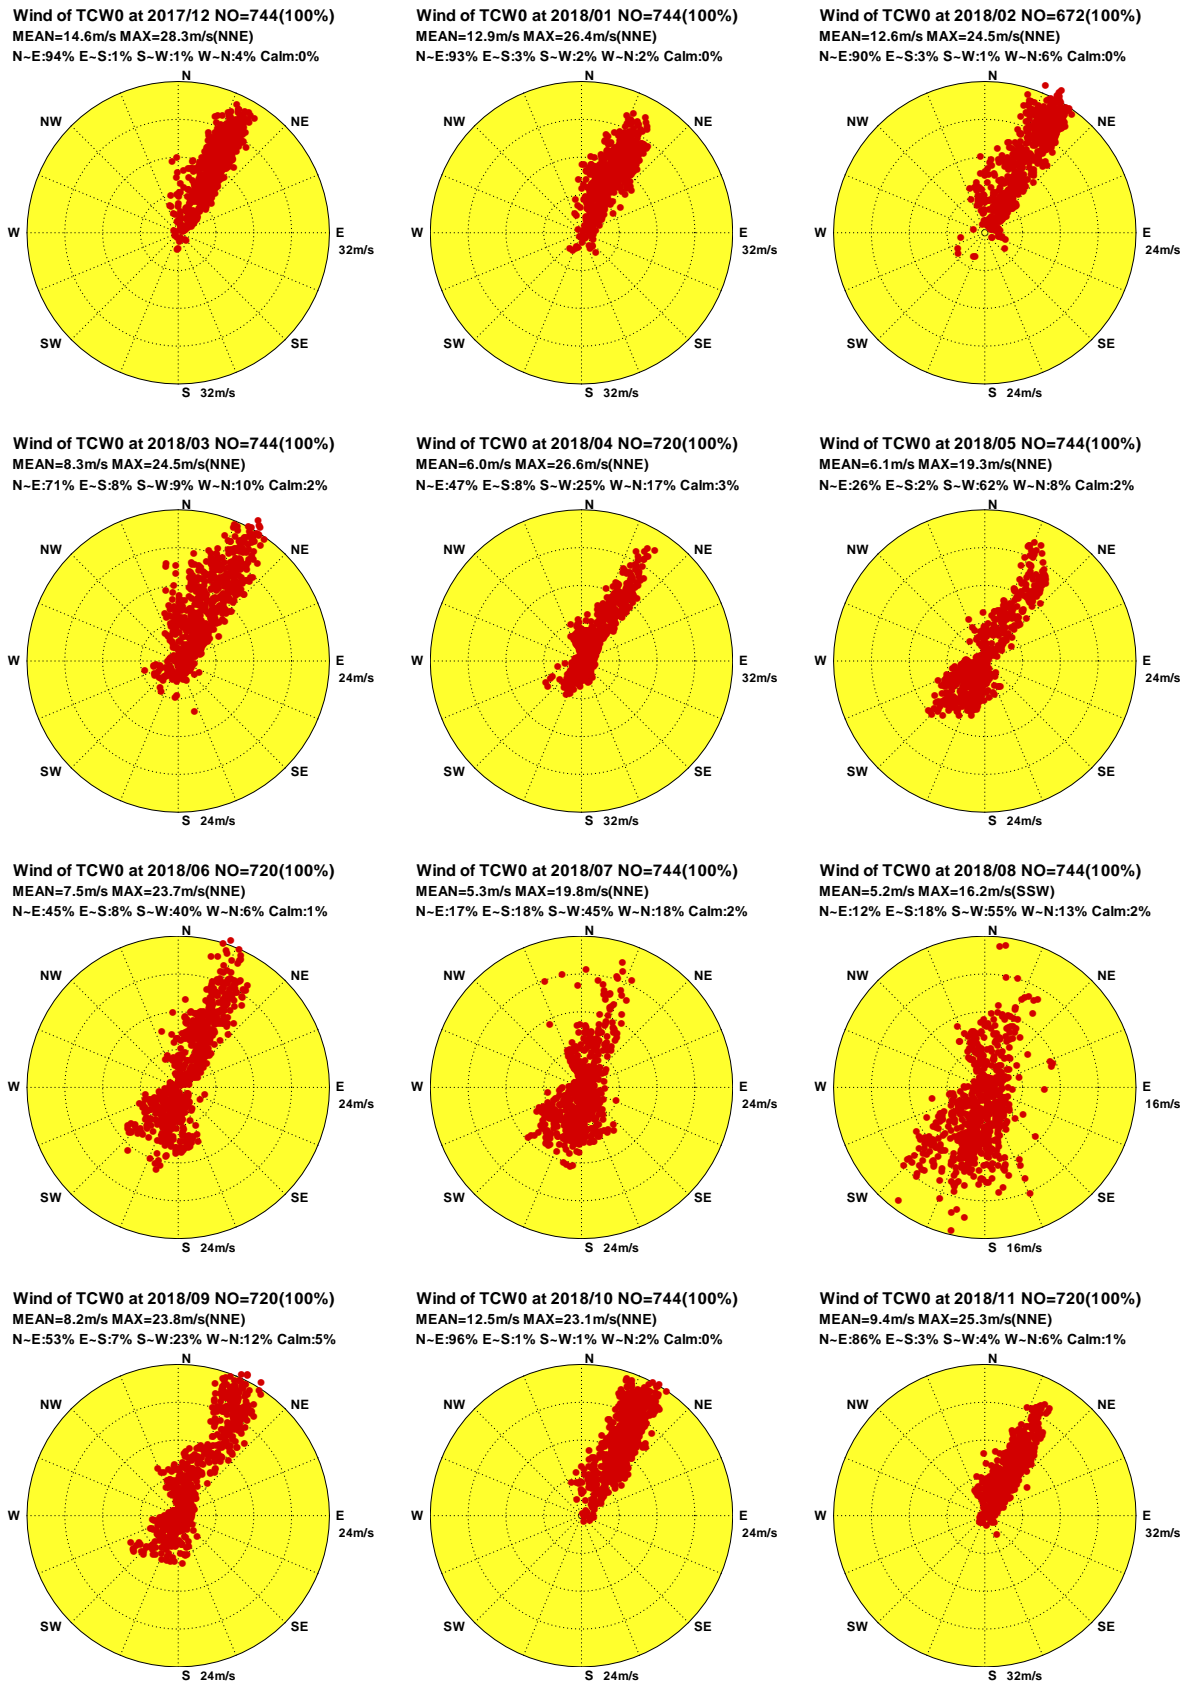 Wind of TCW0 at 2017/12 NO=744(100%)
MEAN=14.6m/s MAX=28.3m/s(NNE)
N~E:94% E~S:1% S~W:1% W~N:4% Calm:0%
N
NW
NE
W
E
32m/s
SW
SE
S 32m/s
Wind of TCW0 at 2018/01 NO=744(100%)
MEAN=12.9m/s MAX=26.4m/s(NNE)
N~E:93% E~S:3% S~W:2% W~N:2% Calm:0%
N
NW
NE
W
E
32m/s
SW
SE
S 32m/s
Wind of TCW0 at 2018/02 NO=672(100%)
MEAN=12.6m/s MAX=24.5m/s(NNE)
N~E:90% E~S:3% S~W:1% W~N:6% Calm:0%
N
NW
NE
W
E
24m/s
SW
SE
S 24m/s
Wind of TCW0 at 2018/03 NO=744(100%)
MEAN=8.3m/s MAX=24.5m/s(NNE)
N~E:71% E~S:8% S~W:9% W~N:10% Calm:2%
N
NW
NE
W
E
24m/s
SW
SE
S 24m/s
Wind of TCW0 at 2018/04 NO=720(100%)
MEAN=6.0m/s MAX=26.6m/s(NNE)
N~E:47% E~S:8% S~W:25% W~N:17% Calm:3%
N
NW
NE
W
E
32m/s
SW
SE
S 32m/s
Wind of TCW0 at 2018/05 NO=744(100%)
MEAN=6.1m/s MAX=19.3m/s(NNE)
N~E:26% E~S:2% S~W:62% W~N:8% Calm:2%
N
NW
NE
W
E
24m/s
SW
SE
S 24m/s
Wind of TCW0 at 2018/06 NO=720(100%)
MEAN=7.5m/s MAX=23.7m/s(NNE)
N~E:45% E~S:8% S~W:40% W~N:6% Calm:1%
N
NW
NE
W
E
24m/s
SW
SE
S 24m/s
Wind of TCW0 at 2018/07 NO=744(100%)
MEAN=5.3m/s MAX=19.8m/s(NNE)
N~E:17% E~S:18% S~W:45% W~N:18% Calm:2%
N
NW
NE
W
E
24m/s
SW
SE
S 24m/s
Wind of TCW0 at 2018/08 NO=744(100%)
MEAN=5.2m/s MAX=16.2m/s(SSW)
N~E:12% E~S:18% S~W:55% W~N:13% Calm:2%
N
NW
NE
W
E
16m/s
SW
SE
S 16m/s
Wind of TCW0 at 2018/09 NO=720(100%)
MEAN=8.2m/s MAX=23.8m/s(NNE)
N~E:53% E~S:7% S~W:23% W~N:12% Calm:5%
N
NW
NE
W
E
24m/s
SW
SE
S 24m/s
Wind of TCW0 at 2018/10 NO=744(100%)
MEAN=12.5m/s MAX=23.1m/s(NNE)
N~E:96% E~S:1% S~W:1% W~N:2% Calm:0%
N
NW
NE
W
E
24m/s
SW
SE
S 24m/s
Wind of TCW0 at 2018/11 NO=720(100%)
MEAN=9.4m/s MAX=25.3m/s(NNE)
N~E:86% E~S:3% S~W:4% W~N:6% Calm:1%
N
NW
NE
W
E
32m/s
SW
SE
S 32m/s